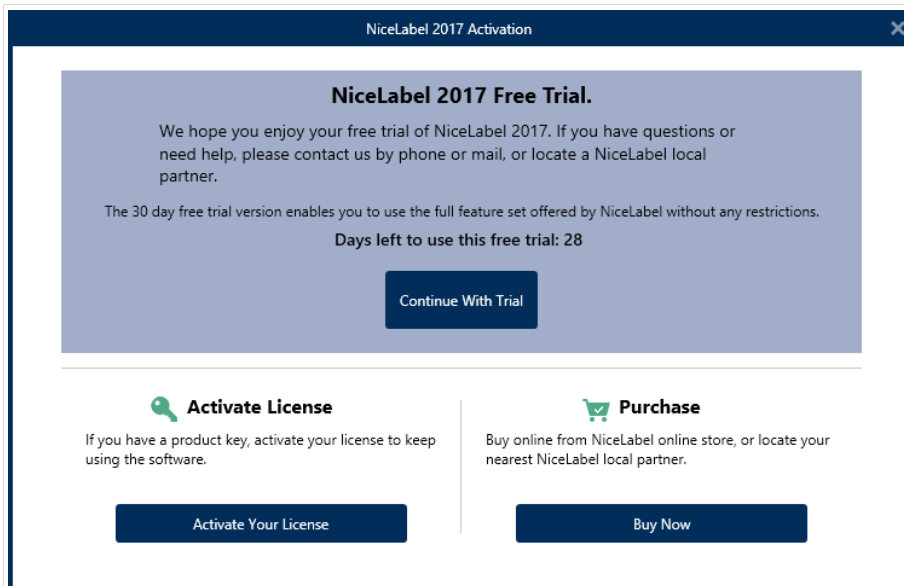 NiceLabel 2017 Activation
NiceLabel 2017 Free Trial.
We hope you enjoy your free trial of NiceLabel 2017. If you have questions or
need help, please contact us by phone or mail, or locate a NiceLabel local
partner.
The 30 day free trial version enables you to use the full feature set offered by NiceLabel without any restrictions.
Days left to use this free trial: 28
Continue With Trial
Activate License
If you have a product key, activate your license to keep
using the software.
Activate Your License
Purchase
Buy online from NiceLabel online store, or locate your
nearest NiceLabel local partner.
Buy Now